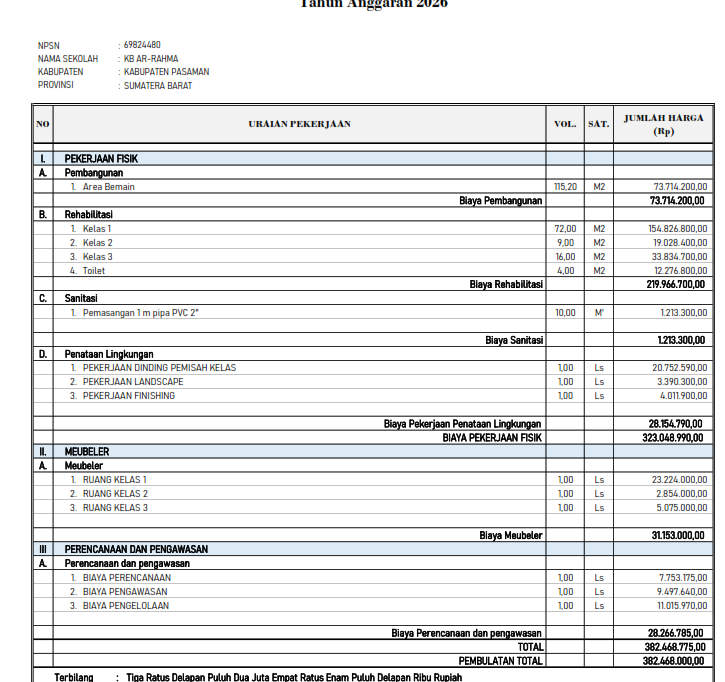 Tahun Anggaran 2026
NPSN : 69824480
NAMA SEKOLAH : KB AR-RAHMA
KABUPATEN : KABUPATEN PASAMAN
PROVINSI : SUMATERA BARAT
NO URAIAN PEKERJAAN VOL. SAT. JUMLAH HARGA (Rp)
I. PEKERJAAN FISIK
A. Pembangunan
1. Area Bemain 115,20 M2 73.714.200,00
Biaya Pembangunan 73.714.200,00
B. Rehabilitasi
1. Kelas 1 72,00 M2 154.826.800,00
2. Kelas 2 9,00 M2 19.028.400,00
3. Kelas 3 16,00 M2 33.834.700,00
4. Toilet 4,00 M2 12.276.800,00
Biaya Rehabilitasi 219.966.700,00
C. Sanitasi
1. Pemasangan 1 m pipa PVC 2" 10,00 M' 1.213.300,00
Biaya Sanitasi 1.213.300,00
D. Penataan Lingkungan
1. PEKERJAAN DINDING PEMISAH KELAS 1,00 Ls 20.752.590,00
2. PEKERJAAN LANDSCAPE 1,00 Ls 3.390.300,00
3. PEKERJAAN FINISHING 1,00 Ls 4.011.900,00
Biaya Pekerjaan Penataan Lingkungan 28.154.790,00
BIAYA PEKERJAAN FISIK 323.048.990,00
II. MEUBELER
A. Meubeler
1. RUANG KELAS 1 1,00 Ls 23.224.000,00
2. RUANG KELAS 2 1,00 Ls 2.854.000,00
3. RUANG KELAS 3 1,00 Ls 5.075.000,00
Biaya Meubeler 31.153.000,00
III PERENCANAAN DAN PENGAWASAN
A. Perencanaan dan pengawasan
1. BIAYA PERENCANAAN 1,00 Ls 7.753.175,00
2. BIAYA PENGAWASAN 1,00 Ls 9.497.640,00
3. BIAYA PENGELOLAAN 1,00 Ls 11.015.970,00
Biaya Perencanaan dan pengawasan 28.266.785,00
TOTAL 382.468.775,00
PEMBULATAN TOTAL 382.468.000,00
Terbilang : Tiga Ratus Delapan Puluh Dua Juta Empat Ratus Enam Puluh Delapan Ribu Rupiah